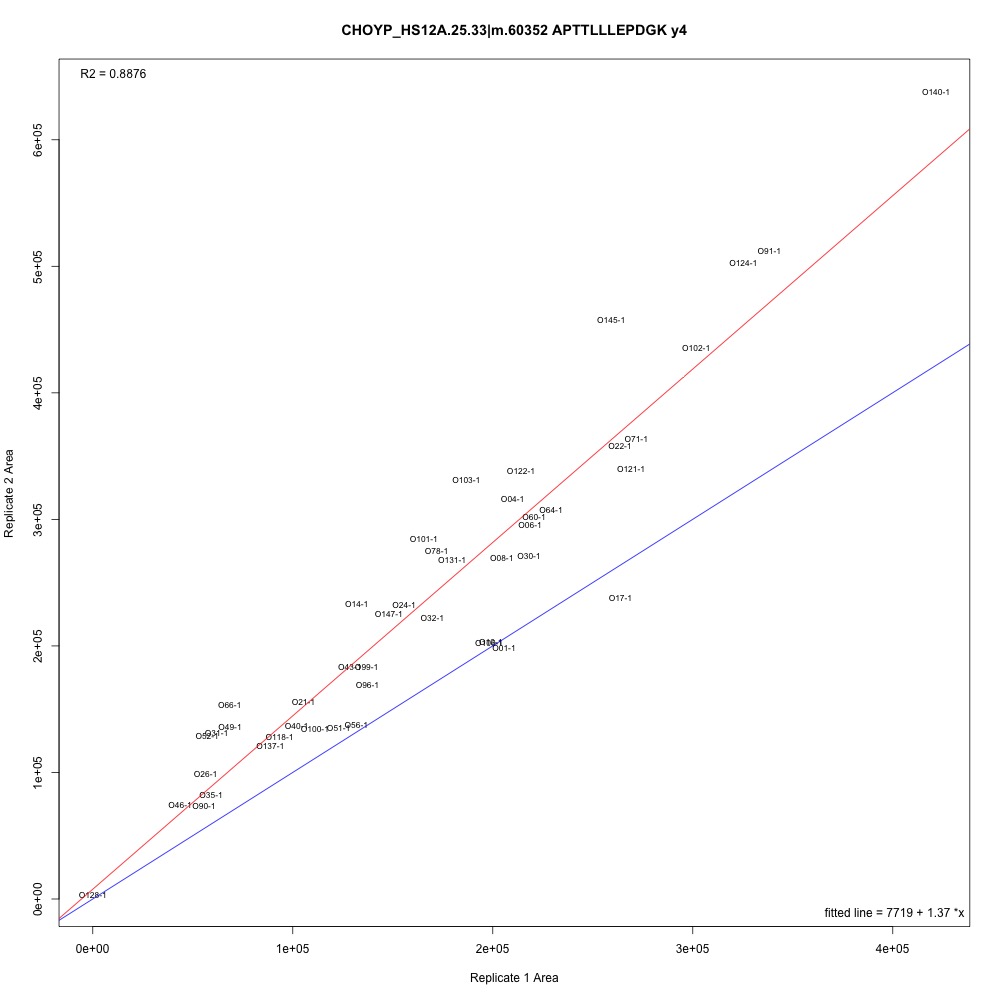 CHOYP_HS12A.25.33|m.60352 APTTLLLEPDGK y4
R2 = 0.8876
O140-1
6e+05
O91-1
O124-1
5e+05
O145-1
O102-1
4e+05
O71-1
O22-1
O121-1
O122-1
O103-1
O04-1
O64-1
3e+05
O60-1
O06-1
O101-1
O78-1
O131-1
O08-1
O30-1
O17-1
O14-1
O24-1
O147-1
O32-1
2e+05
O01-1
O43-1
O99-1
O96-1
O66-1
O21-1
O49-1
O40-1
O100-1
O51-1
O56-1
O31-1
O52-1
O118-1
O137-1
1e+05
O26-1
O35-1
O46-1
O90-1
0e+00
O128-1
fitted line = 7719 + 1.37 *x
0e+00 1e+05 2e+05 3e+05 4e+05
Replicate 1 Area
Replicate 2 Area